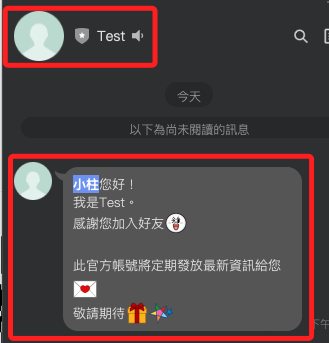 Test
今天
以下為尚未閱讀的訊息
小柱您好！
我是Test。
感謝您加入好友
此官方帳號將定期發放最新資訊給您
敬請期待
下午